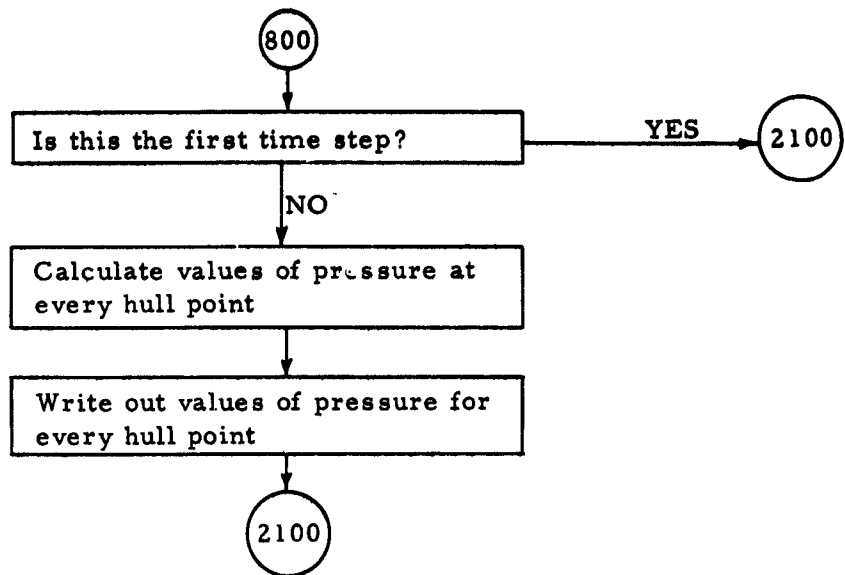 800
Is this the first time step?
YES
2100
NO
Calculate values of pressure at
every hull point
Write out values of pressure for
every hull point
2100